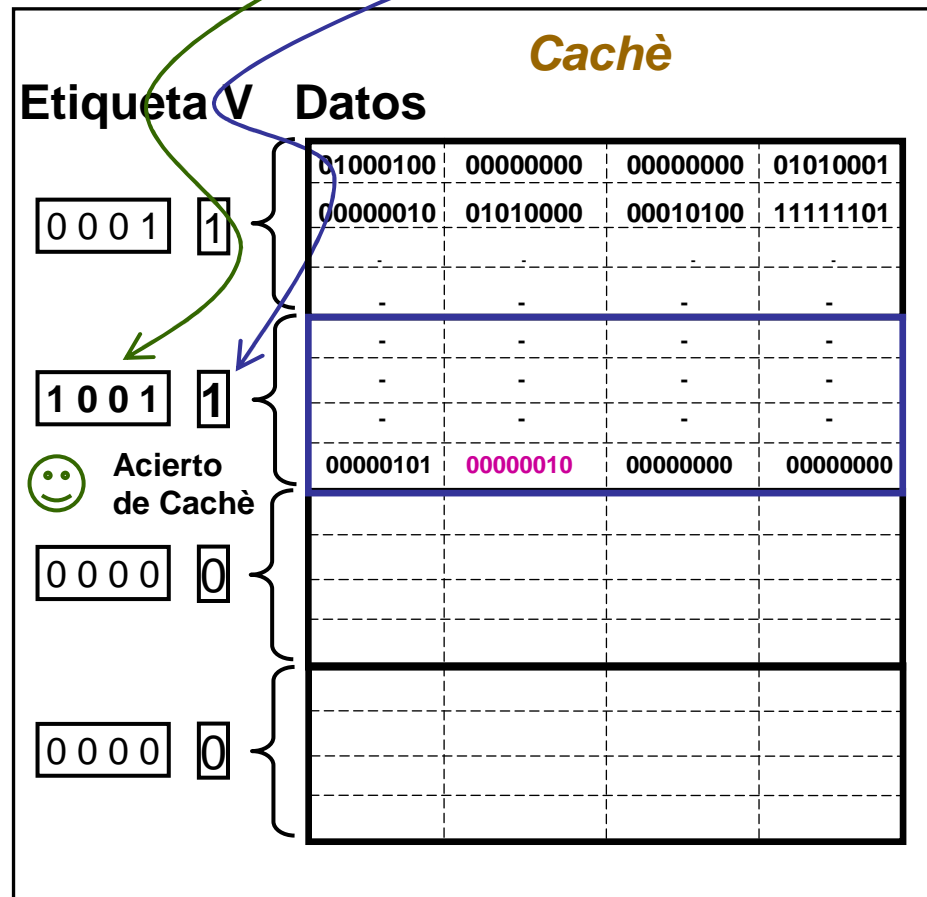 Cachè
Etiqueta V Datos
01000100 00000000 00000000 01010001
0 0 0 1 1 00000010 01010000 00010100 11111101
- - - -
- - - -
- - - -
- - - -
1 0 0 1 1 - - - -
Acierto 00000101 00000010 00000000 00000000
de Cachè
0 0 0 0 0
0 0 0 0 0